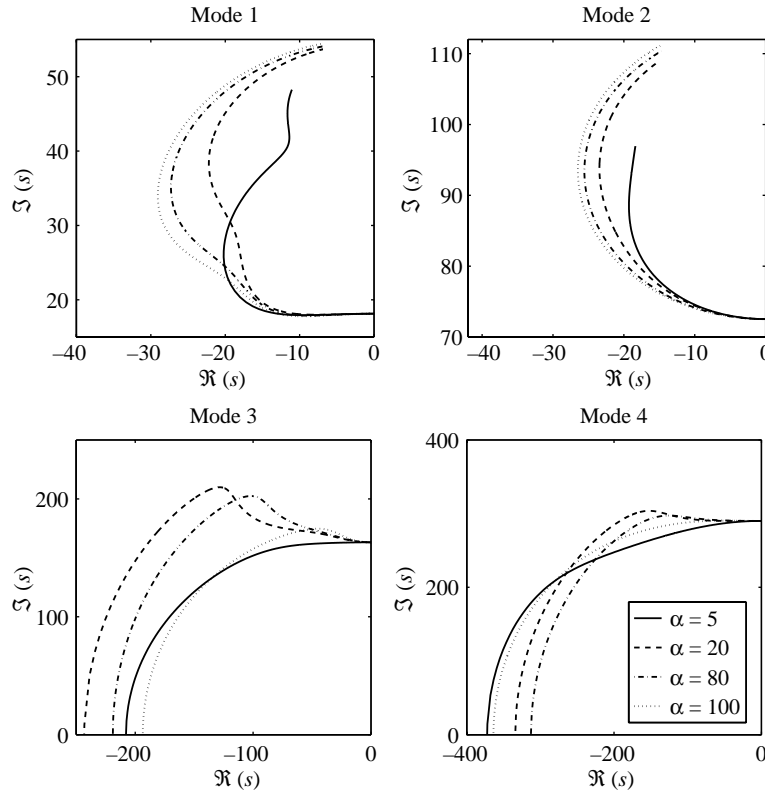 Mode 1
50
40
30
20
ℑ (s)
−40 −30 −20 −10 0
ℜ (s)
Mode 2
110
100
90
80
70
ℑ (s)
−40 −30 −20 −10 0
ℜ (s)
Mode 3
200
100
0
ℑ (s)
−200 −100 0
ℜ (s)
Mode 4
400
200
0
ℑ (s)
−400 −200 0
ℜ (s)
α = 5
α = 20
α = 80
α = 100